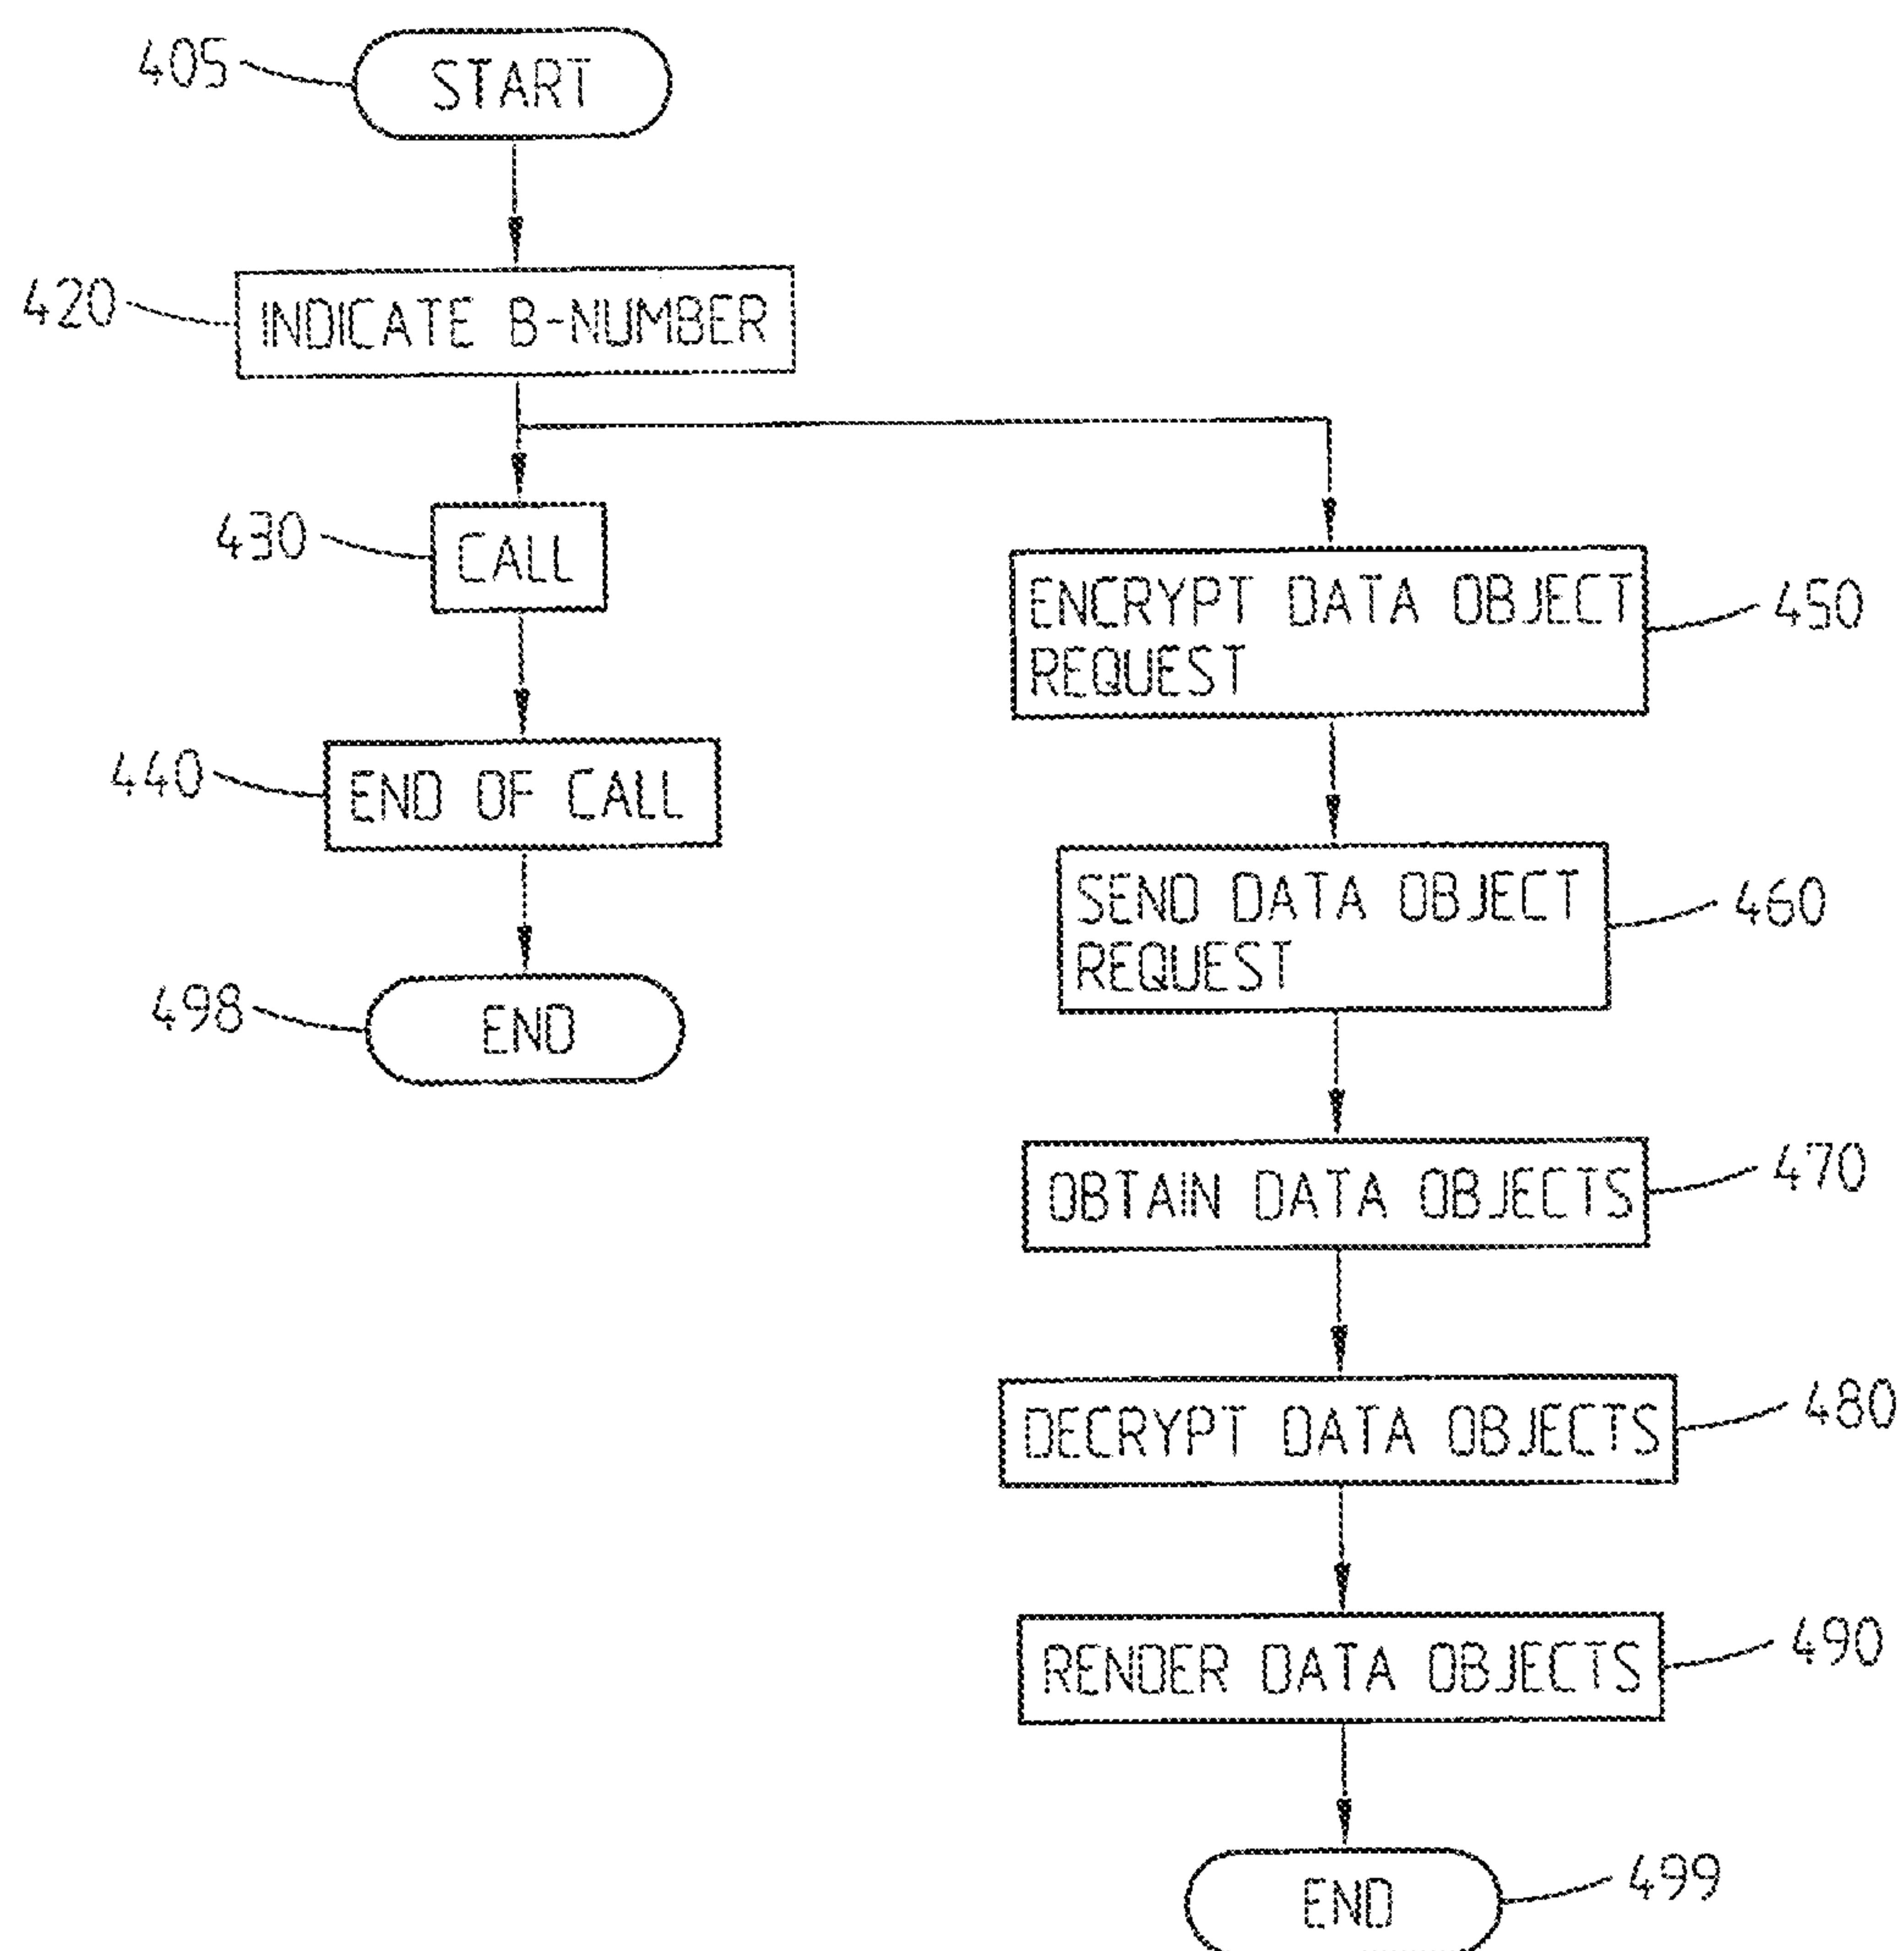 405
START
420
INDICATE B-NUMBER
430
CALL
440
END OF CALL
498
END
ENCRYPT DATA OBJECT
REQUEST
450
SEND DATA OBJECT
REQUEST
460
OBTAIN DATA OBJECTS
470
DECRYPT DATA OBJECTS
480
RENDER DATA OBJECTS
490
END
499